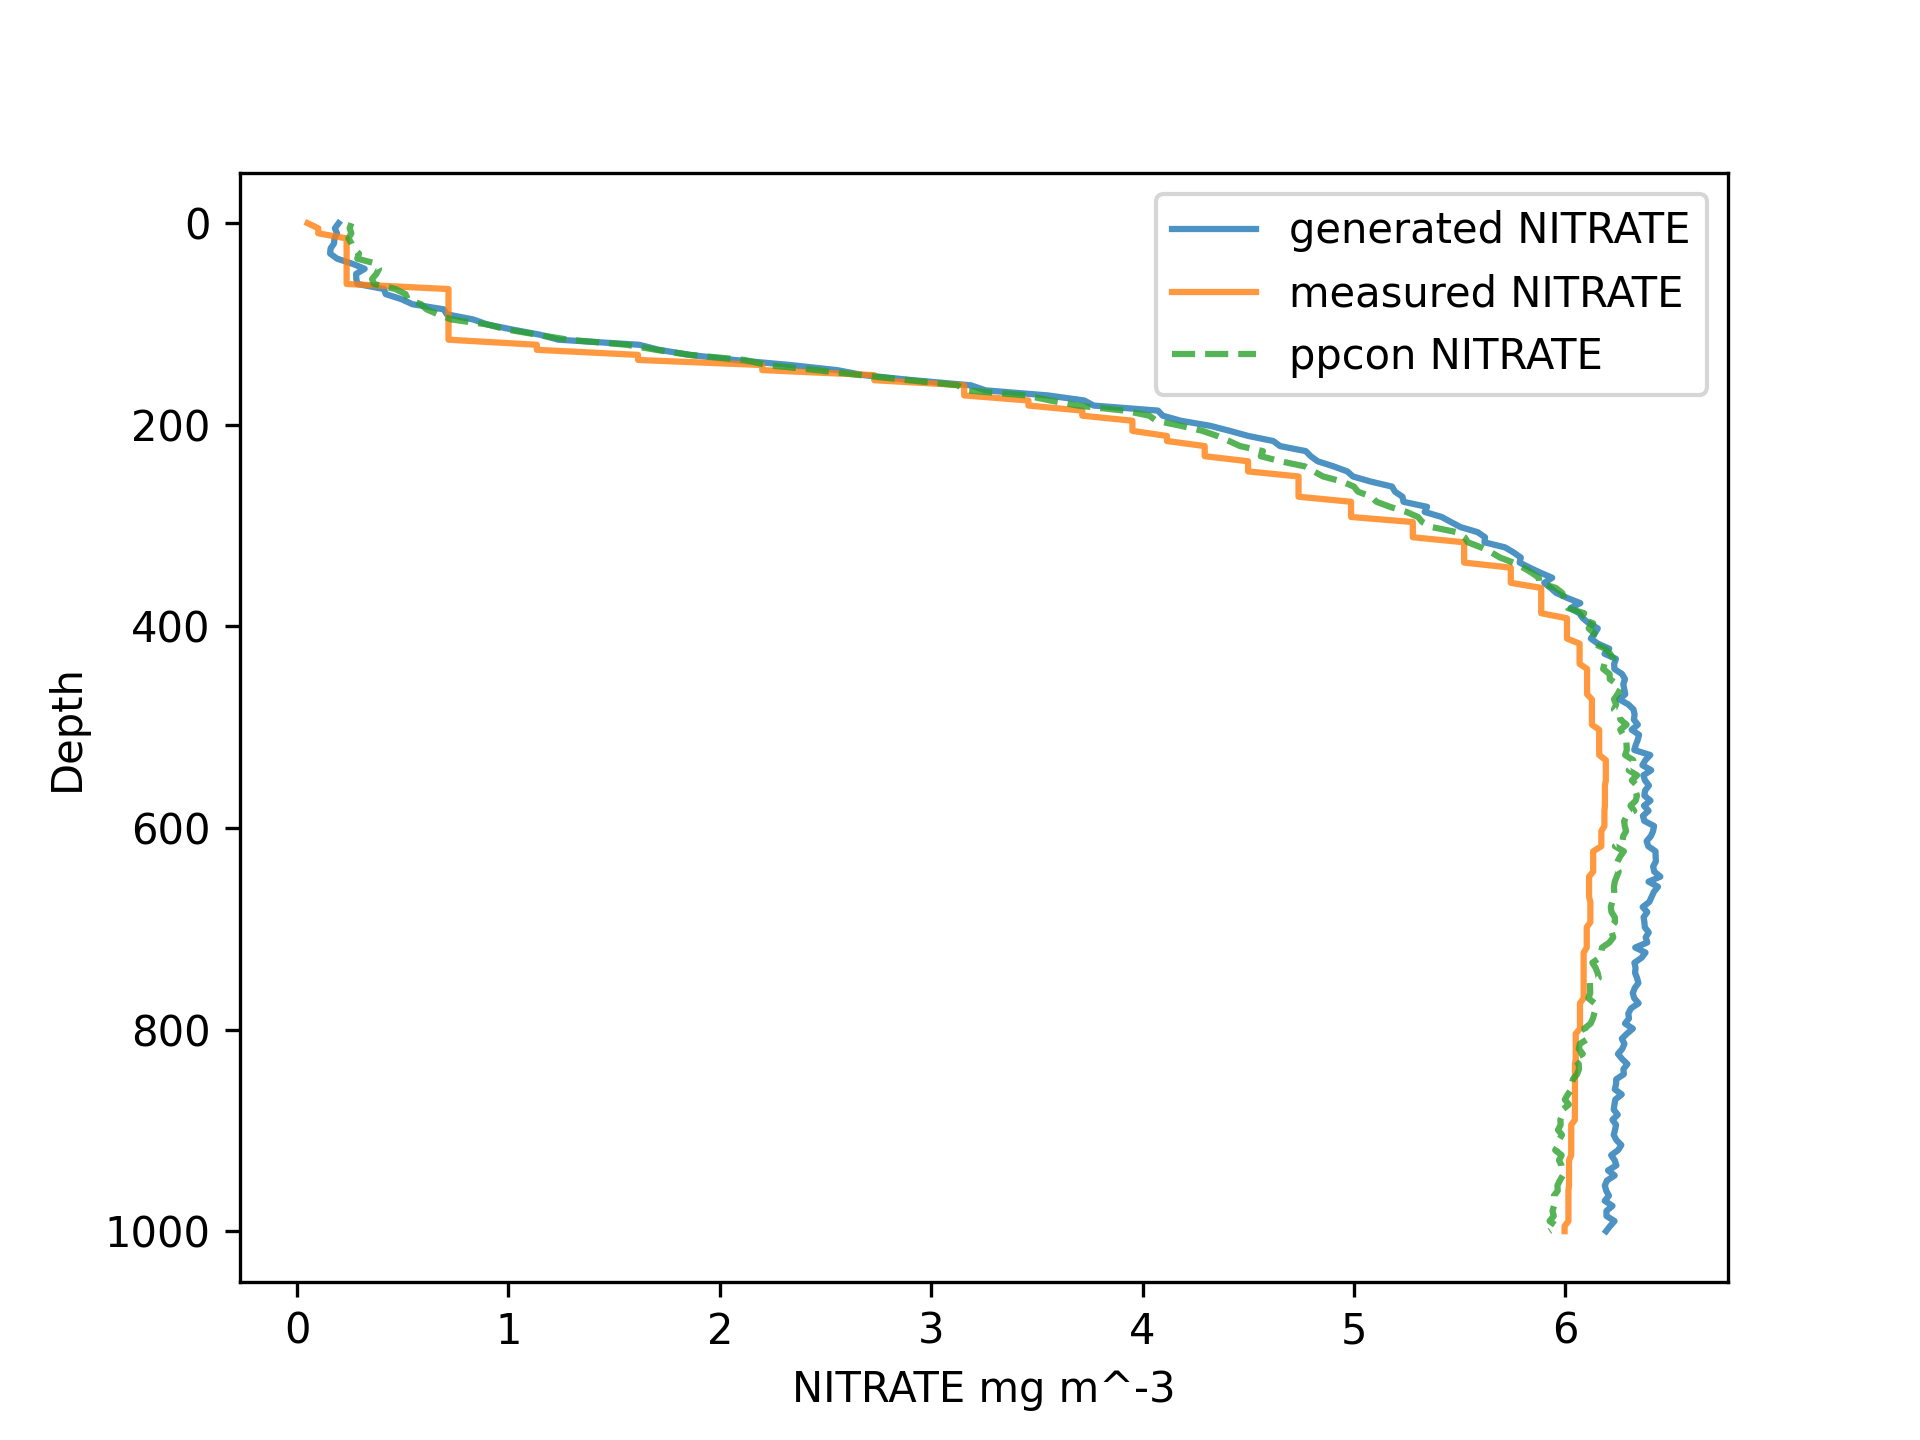 generated NITRATE
measured NITRATE
ppcon NITRATE
0
200
400
600
800
1000
Depth
0 1 2 3 4 5 6
NITRATE mg m^-3